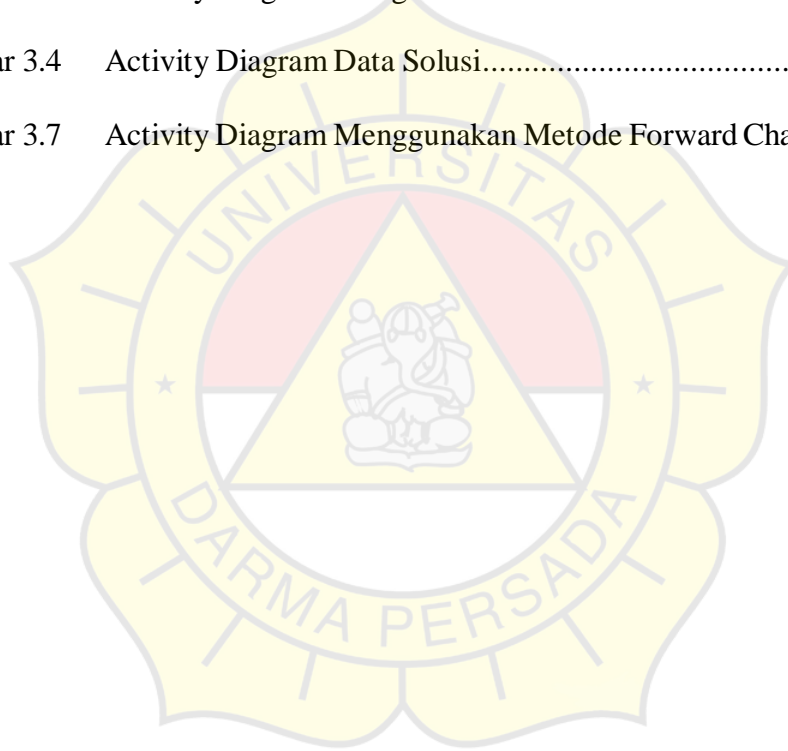 ar 3.4 Activity Diagram Data Solusi.....................................
ar 3.7 Activity Diagram Menggunakan Metode Forward Cha
UNIVERSITAS
DARMA PERSADA